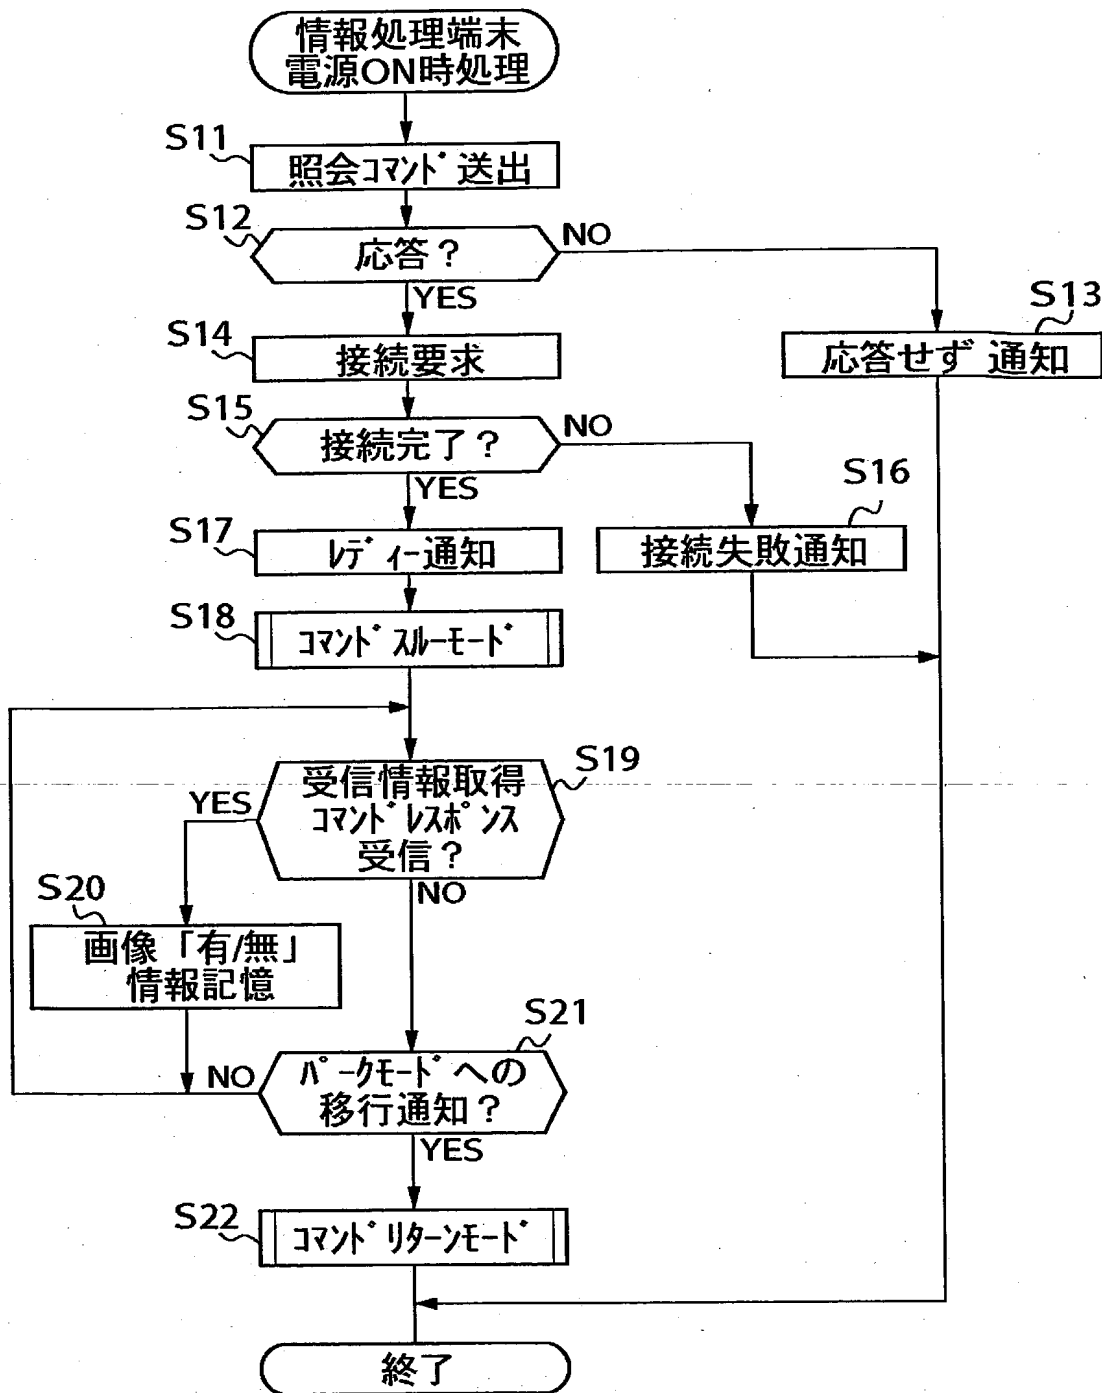 情報処理端末
電源ON時処理
S11
照会コマンド送出
S12
応答?
NO
YES
S13
応答せず通知
S14
接続要求
S15
接続完了?
NO
YES
S16
接続失敗通知
S17
レディー通知
S18
コマンドスルーモード
S19
受信情報取得
コマンドレスポンス
受信?
YES
NO
S20
画像「有/無」
情報記憶
S21
パークモードへの
移行通知?
NO
YES
S22
コマンドリターンモード
終了